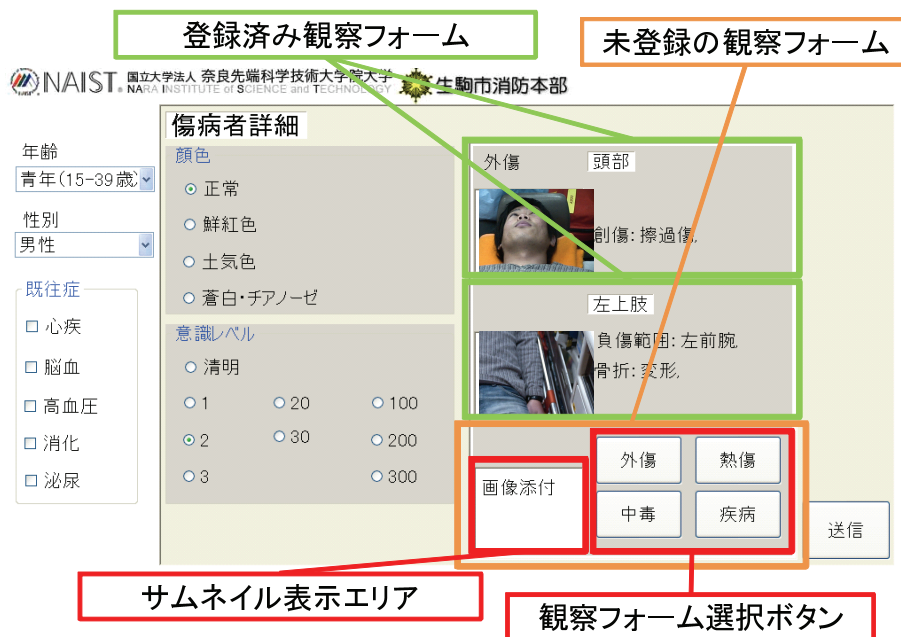 登録済み観察フォーム
未登録の観察フォーム
NAIST® 国立大学法人 奈良先端科学技術大学院大学
NARA INSTITUTE of SCIENCE and TECHNOLOGY
生駒市消防本部
傷病者詳細
年齢
青年(15-39歳)
性別
男性
既往症
心疾
脳血
高血圧
消化
泌尿
顔色
正常
鮮紅色
土気色
蒼白・チアノーゼ
意識レベル
清明
1 20 100
2 30 200
3 300
外傷 頭部
創傷: 擦過傷,
左上肢
負傷範囲: 左前腕,
骨折: 変形,
画像添付
外傷 熱傷
中毒 疾病
送信
サムネイル表示エリア
観察フォーム選択ボタン